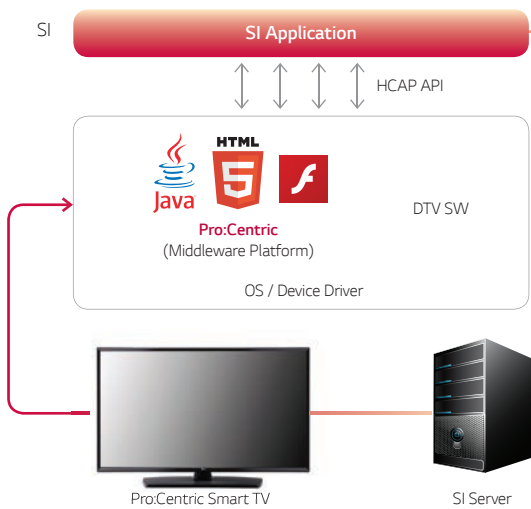 SI
SI Application
HCAP API
HTML
5
Java
Pro:Centric
(Middleware Platform)
DTV SW
OS / Device Driver
Pro:Centric Smart TV
SI Server